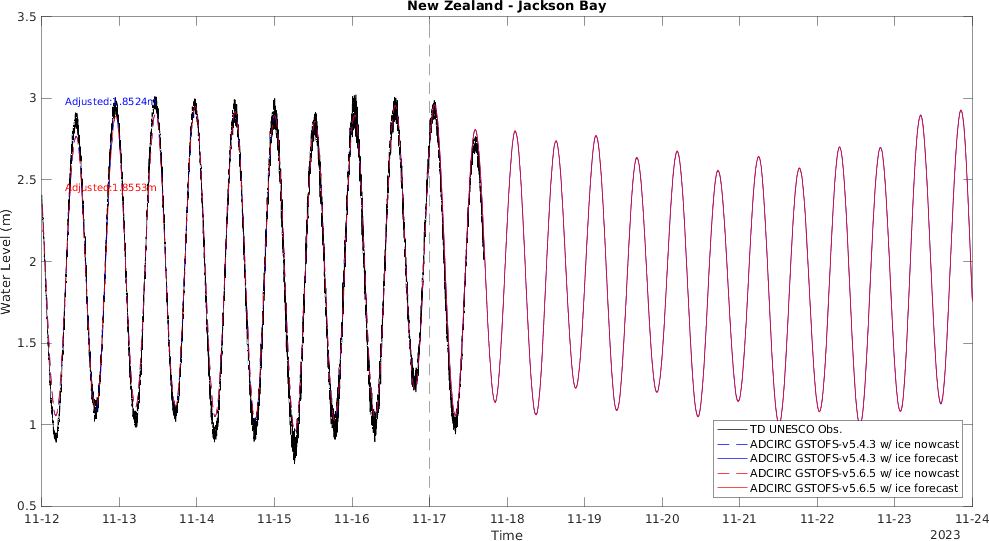 New Zealand - Jackson Bay
3.5
3
2.5
2
1.5
1
0.5
Water Level (m)
Adjusted:1.8524m
Adjusted:1.8553m
TD UNESCO Obs.
ADCIRC GSTOFS-v5.4.3 w/ ice nowcast
ADCIRC GSTOFS-v5.4.3 w/ ice forecast
ADCIRC GSTOFS-v5.6.5 w/ ice nowcast
ADCIRC GSTOFS-v5.6.5 w/ ice forecast
11-12 11-13 11-14 11-15 11-16 11-17 11-18 11-19 11-20 11-21 11-22 11-23 11-24
Time
2023